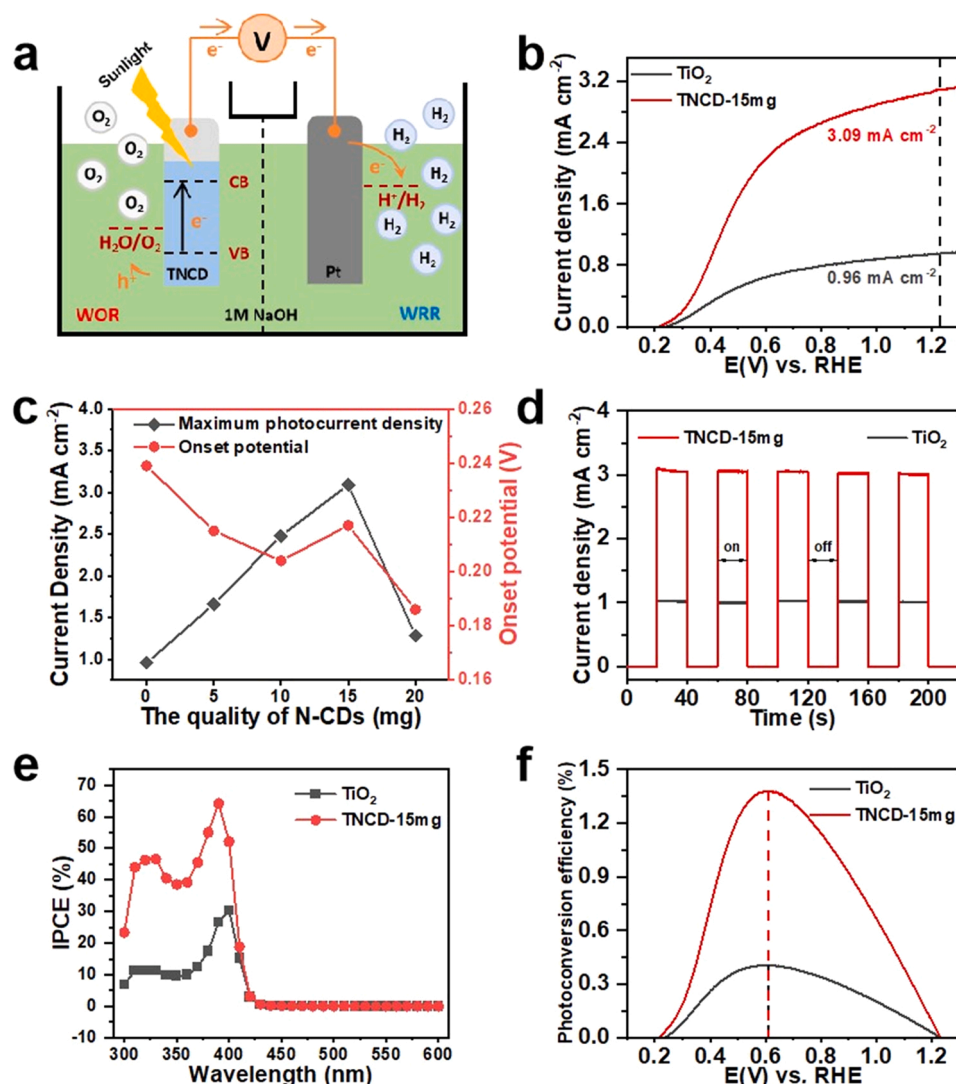 a
V
e⁻
e⁻
Sunlight
O₂
O₂
O₂
O₂
H₂
H₂
H₂
H₂
H₂
H₂
H₂
CB
e⁻
e⁻
H⁺/H₂
H₂O/O₂
VB
h⁺
TNCD
Pt
WOR
1M NaOH
WRR
b
TiO₂
TNCD-15mg
3.09 mA cm⁻²
0.96 mA cm⁻²
Current density (mA cm⁻²)
3.2
2.4
1.6
0.8
0.0
0.2 0.4 0.6 0.8 1.0 1.2
E(V) vs. RHE
c
Maximum photocurrent density
Onset potential
Current Density (mA cm⁻²)
4.0
3.5
3.0
2.5
2.0
1.5
1.0
0.26
0.24
0.22
0.20
0.18
0.16
Onset potential (V)
0 5 10 15 20
The quality of N-CDs (mg)
d
TNCD-15mg
TiO₂
on
off
Current density (mA cm⁻²)
4
3
2
1
0
0 40 80 120 160 200
Time (s)
e
TiO₂
TNCD-15mg
IPCE (%)
70
60
50
40
30
20
10
0
-10
300 350 400 450 500 550 600
Wavelength (nm)
f
TiO₂
TNCD-15mg
Photoconversion efficiency (%)
1.5
1.2
0.9
0.6
0.3
0.0
0.2 0.4 0.6 0.8 1.0 1.2
E(V) vs. RHE